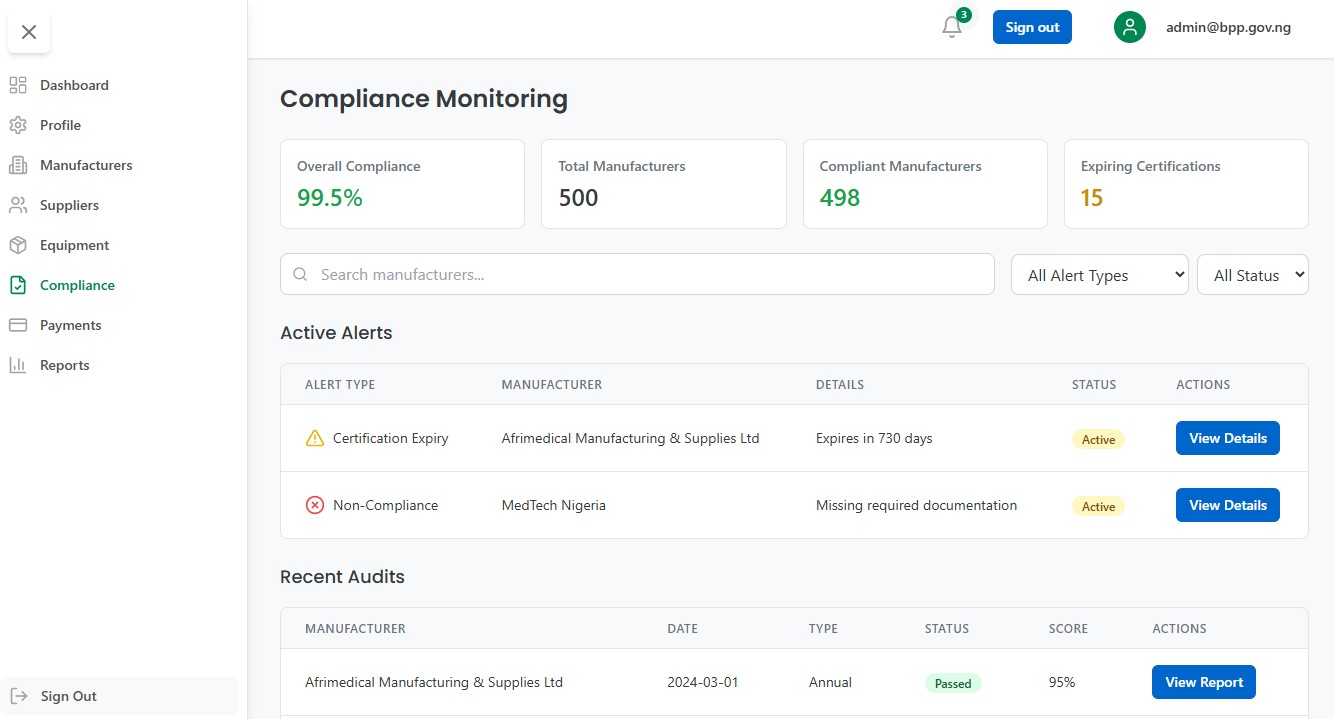 3
Sign out
admin@bpp.gov.ng
Dashboard
Profile
Manufacturers
Suppliers
Equipment
Compliance
Payments
Reports
Sign Out
Compliance Monitoring
Overall Compliance
99.5%
Total Manufacturers
500
Compliant Manufacturers
498
Expiring Certifications
15
Search manufacturers...
All Alert Types
All Status
Active Alerts
ALERT TYPE MANUFACTURER DETAILS STATUS ACTIONS
Certification Expiry Afrimedical Manufacturing & Supplies Ltd Expires in 730 days Active View Details
Non-Compliance MedTech Nigeria Missing required documentation Active View Details
Recent Audits
MANUFACTURER DATE TYPE STATUS SCORE ACTIONS
Afrimedical Manufacturing & Supplies Ltd 2024-03-01 Annual Passed 95% View Report